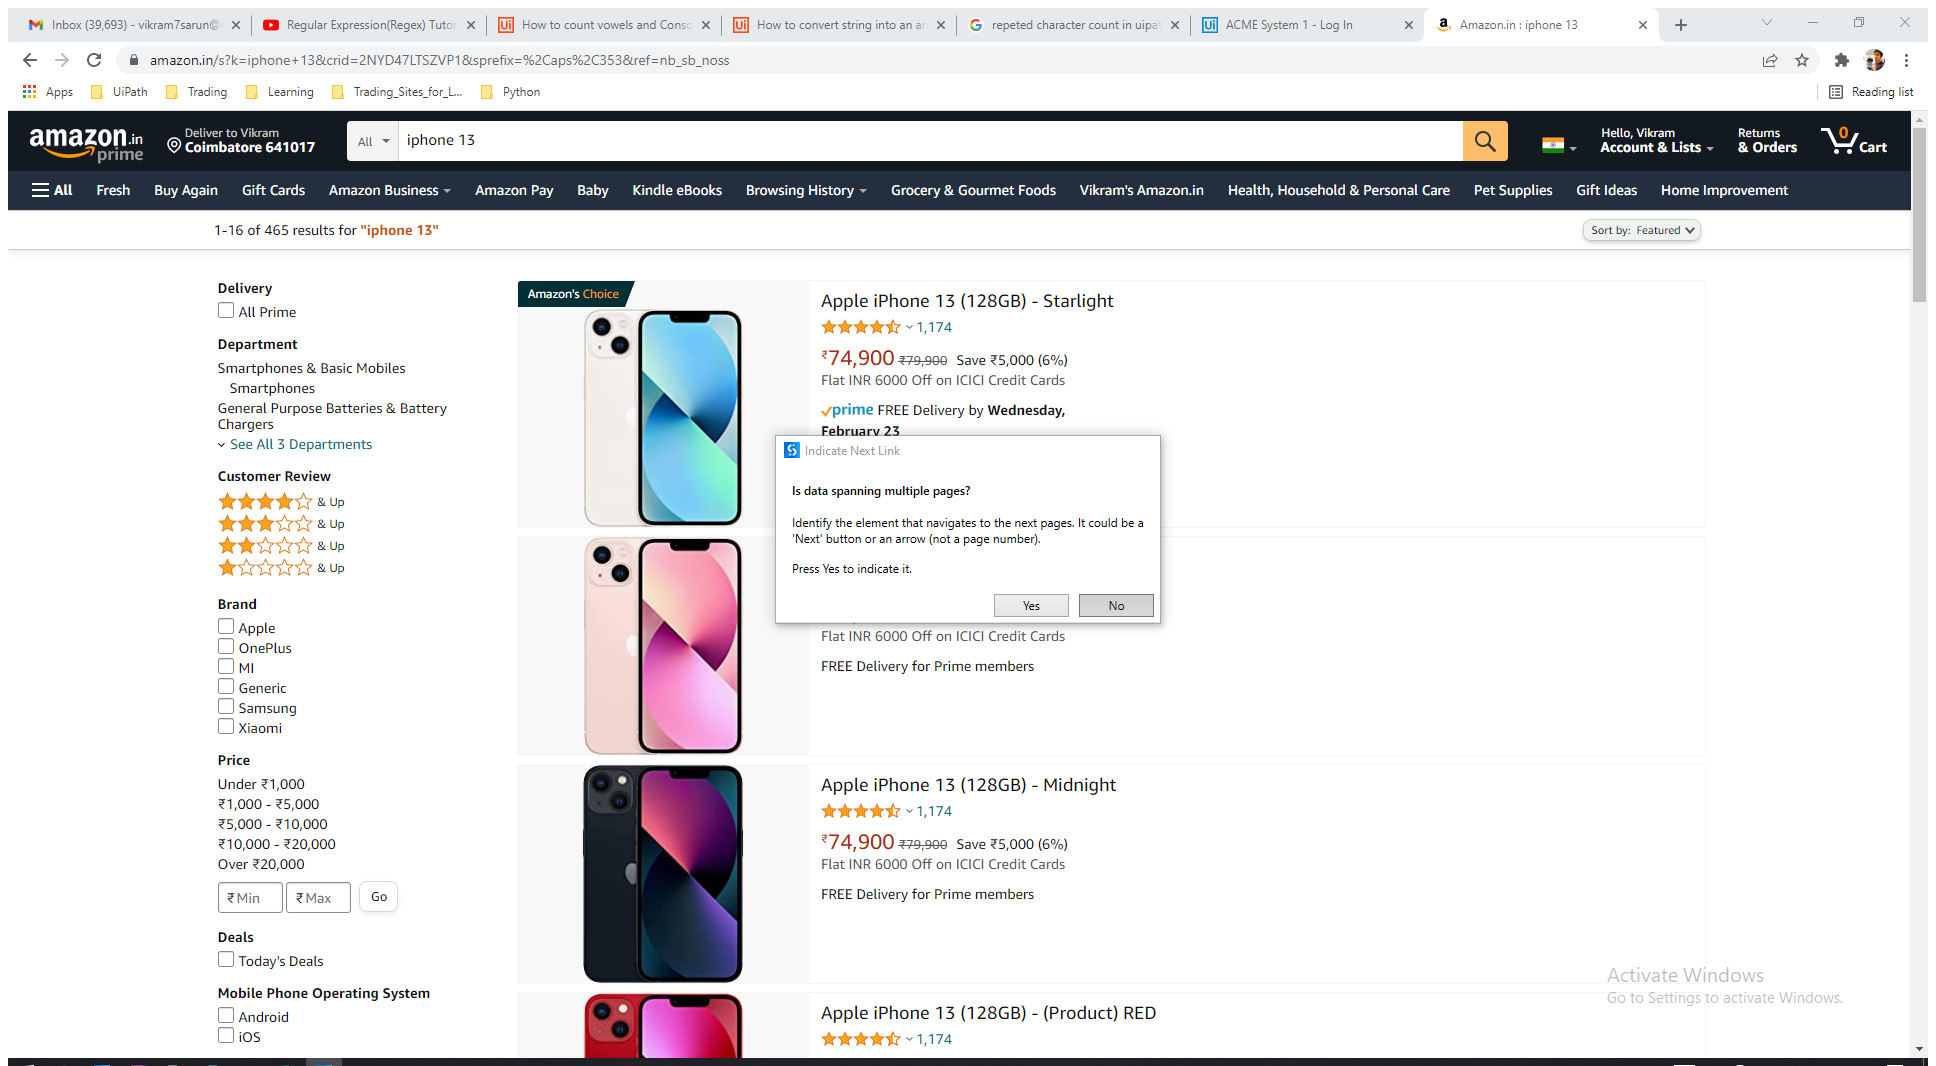 Inbox (39,693) - vikram7sarun@
Regular Expression(Regex) Tutor
How to count vowels and Conso
How to convert string into an ar
repeted character count in uipat
ACME System 1 - Log In
Amazon.in : iphone 13
amazon.in/s?k=iphone+13&crid=2NYD47LTSZVP1&sprefix=%2Caps%2C353&ref=nb_sb_noss
Apps UiPath Trading Learning Trading_Sites_for_L... Python Reading list
amazon.in
prime
Deliver to Vikram
Coimbatore 641017
All iphone 13
Hello, Vikram
Account & Lists
Returns
& Orders
0
Cart
All Fresh Buy Again Gift Cards Amazon Business Amazon Pay Baby Kindle eBooks Browsing History Grocery & Gourmet Foods Vikram's Amazon.in Health, Household & Personal Care Pet Supplies Gift Ideas Home Improvement
1-16 of 465 results for "iphone 13"
Sort by: Featured
Delivery
All Prime
Department
Smartphones & Basic Mobiles
Smartphones
General Purpose Batteries & Battery
Chargers
See All 3 Departments
Customer Review
& Up
& Up
& Up
& Up
Brand
Apple
OnePlus
MI
Generic
Samsung
Xiaomi
Price
Under ₹1,000
₹1,000 - ₹5,000
₹5,000 - ₹10,000
₹10,000 - ₹20,000
Over ₹20,000
₹ Min ₹ Max Go
Deals
Today's Deals
Mobile Phone Operating System
Android
iOS
Amazon's Choice
Apple iPhone 13 (128GB) - Starlight
1,174
₹74,900 ₹79,900 Save ₹5,000 (6%)
Flat INR 6000 Off on ICICI Credit Cards
prime FREE Delivery by Wednesday,
February 23
Indicate Next Link
Is data spanning multiple pages?
Identify the element that navigates to the next pages. It could be a
'Next' button or an arrow (not a page number).
Press Yes to indicate it.
Yes No
Flat INR 6000 Off on ICICI Credit Cards
FREE Delivery for Prime members
Apple iPhone 13 (128GB) - Midnight
1,174
₹74,900 ₹79,900 Save ₹5,000 (6%)
Flat INR 6000 Off on ICICI Credit Cards
FREE Delivery for Prime members
Apple iPhone 13 (128GB) - (Product) RED
1,174
Activate Windows
Go to Settings to activate Windows.